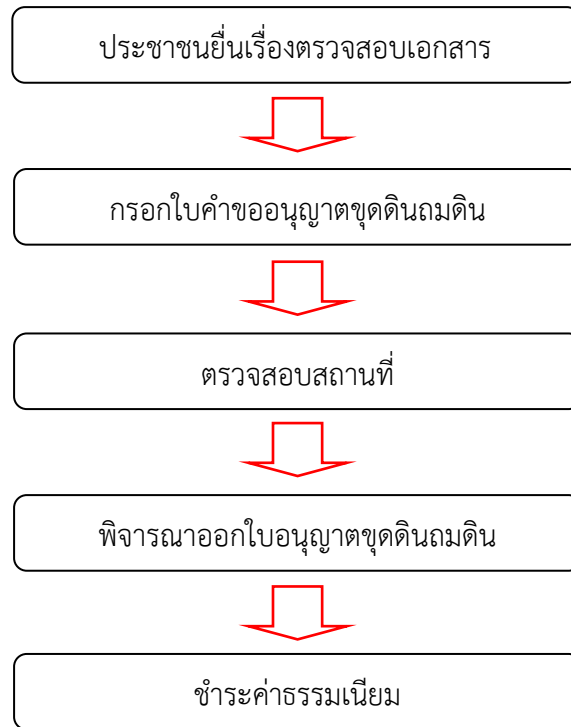 ประชาชนยื่นเรื่องตรวจสอบเอกสาร
กรอกใบคำขออนุญาตขุดดินถมดิน
ตรวจสอบสถานที่
พิจารณาออกใบอนุญาตขุดดินถมดิน
ชำระค่าธรรมเนียม